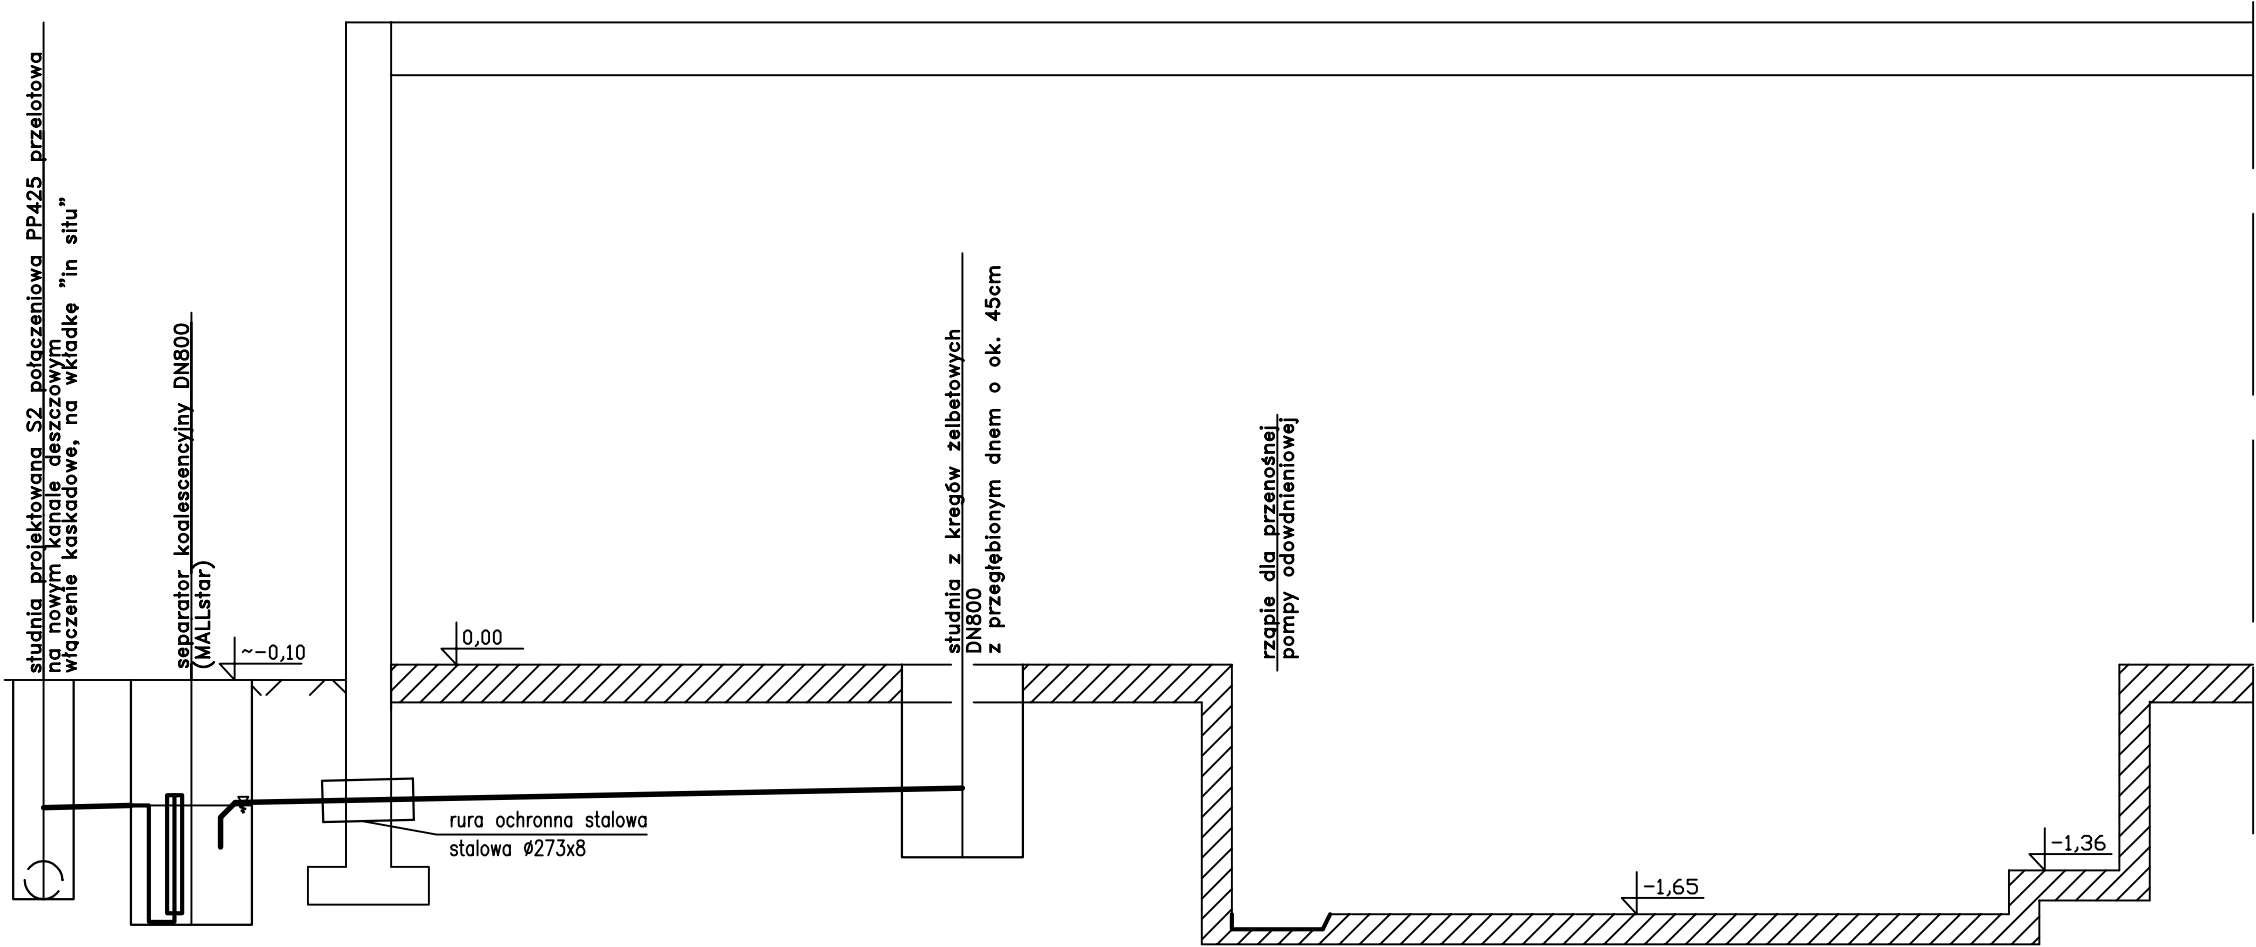 studnia projektowana S2 połączeniowa PP425 przelotowa
na nowym kanale deszczowym
włączenie kaskadowe, na wkładkę "in situ"
separator koalescencyjny DN800
(MALLstar)
~-0,10
0,00
studnia z kręgów żelbetowych
DN800
z przegłębionym dnem o ok. 45cm
rząpie dla przenośnej
pompy odowdnieniowej
rura ochronna stalowa
stalowa Ø273x8
-1,65
-1,36